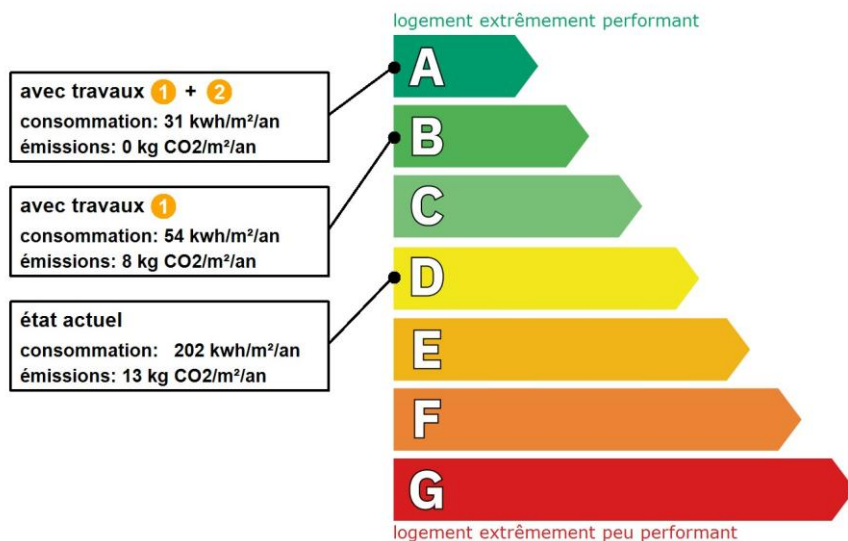 logement extrêmement performant
avec travaux 1 + 2
consommation: 31 kwh/m²/an
émissions: 0 kg CO2/m²/an
avec travaux 1
consommation: 54 kwh/m²/an
émissions: 8 kg CO2/m²/an
état actuel
consommation: 202 kwh/m²/an
émissions: 13 kg CO2/m²/an
A
B
C
D
E
F
G
logement extrêmement peu performant